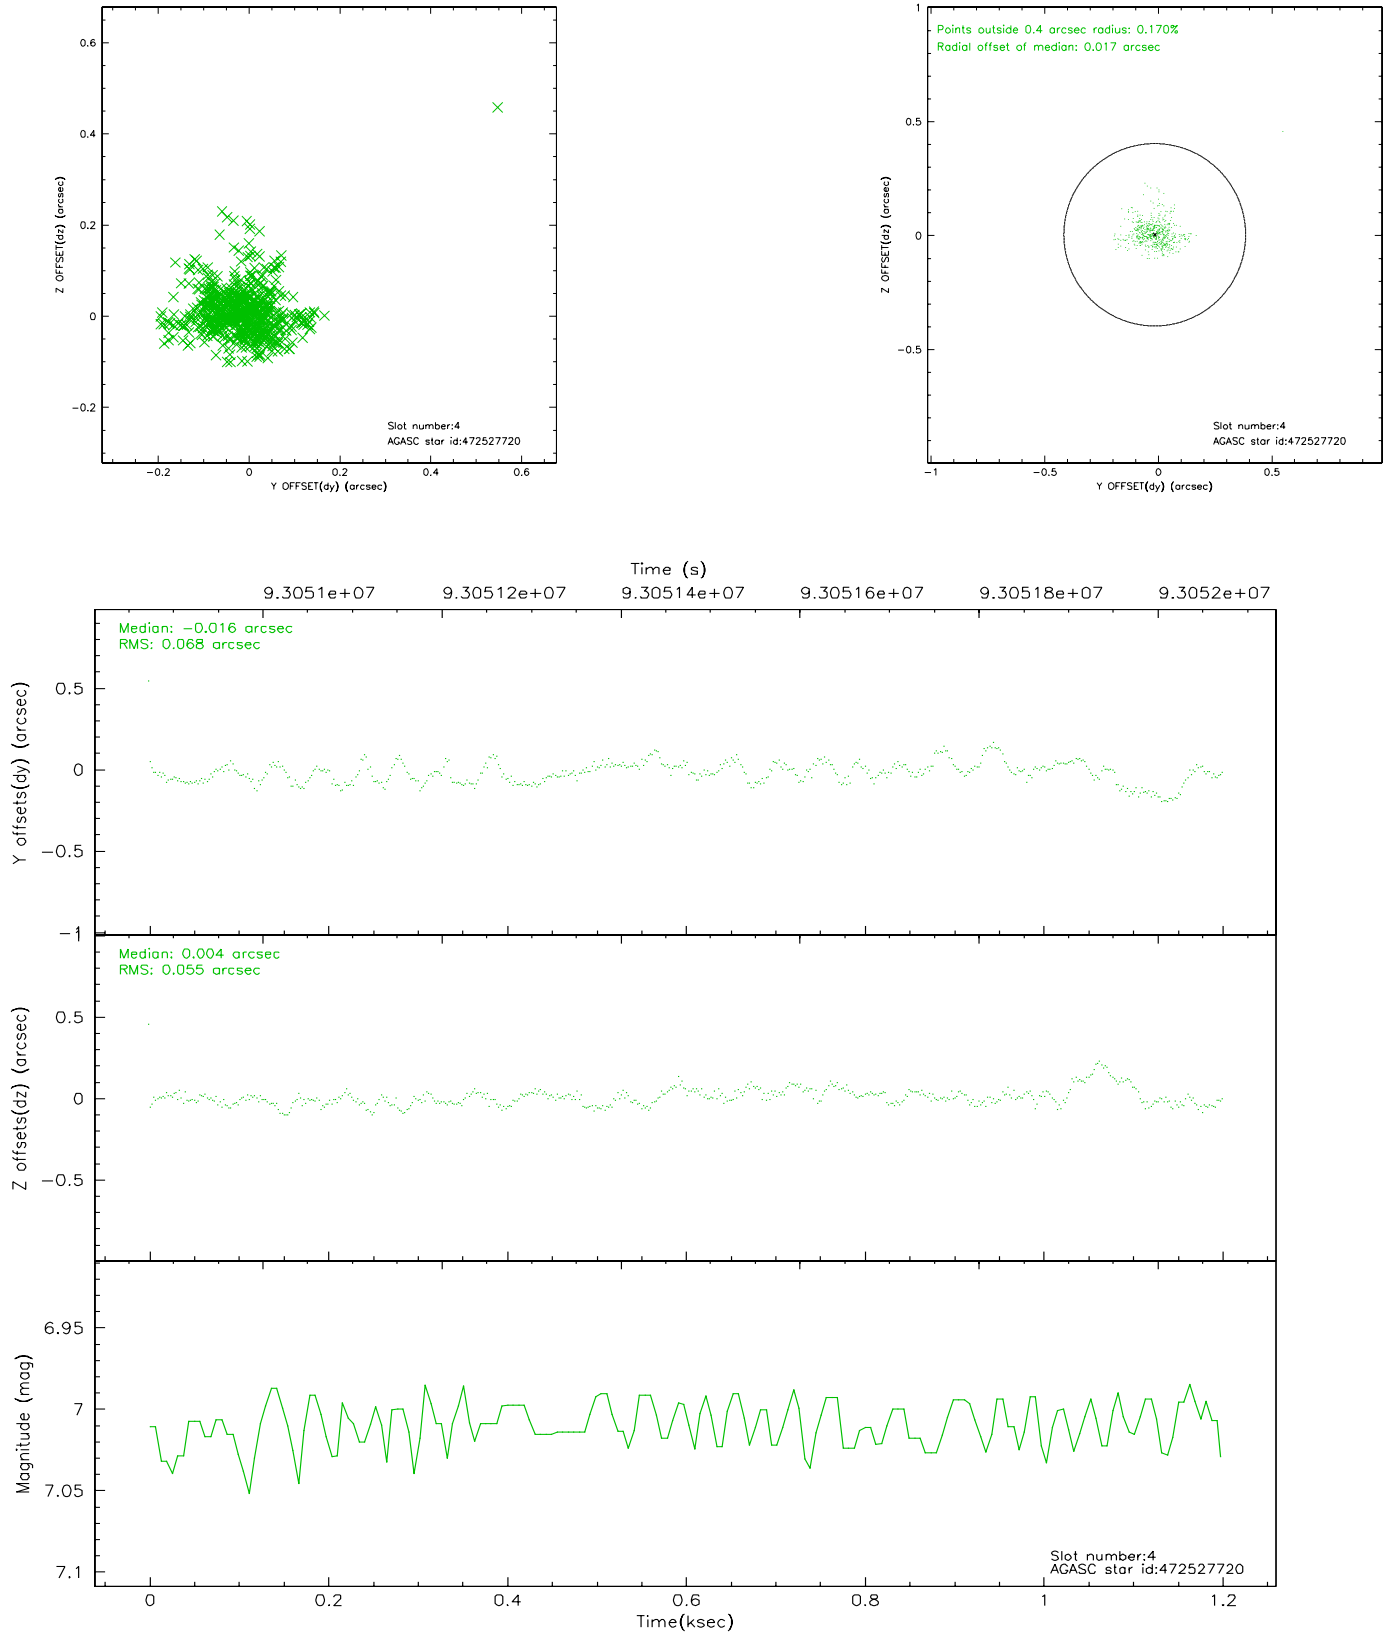 0.6
0.4
0.2
0
−0.2
Z OFFSET(dz) (arcsec)
Slot number:4
AGASC star id:472527720
−0.2 0 0.2 0.4 0.6
Y OFFSET(dy) (arcsec)
Points outside 0.4 arcsec radius: 0.170%
Radial offset of median: 0.017 arcsec
1
0.5
0
−0.5
Z OFFSET(dz) (arcsec)
Slot number:4
AGASC star id:472527720
−1 −0.5 0 0.5
Y OFFSET(dy) (arcsec)
Time (s)
9.3051e+07 9.30512e+07 9.30514e+07 9.30516e+07 9.30518e+07 9.3052e+07
Median: −0.016 arcsec
RMS: 0.068 arcsec
0.5
0
−0.5
−1
Y offsets(dy) (arcsec)
Median: 0.004 arcsec
RMS: 0.055 arcsec
1
0.5
0
−0.5
Z offsets(dz) (arcsec)
6.95
7
7.05
7.1
Magnitude (mag)
Slot number:4
AGASC star id:472527720
0 0.2 0.4 0.6 0.8 1 1.2
Time(ksec)